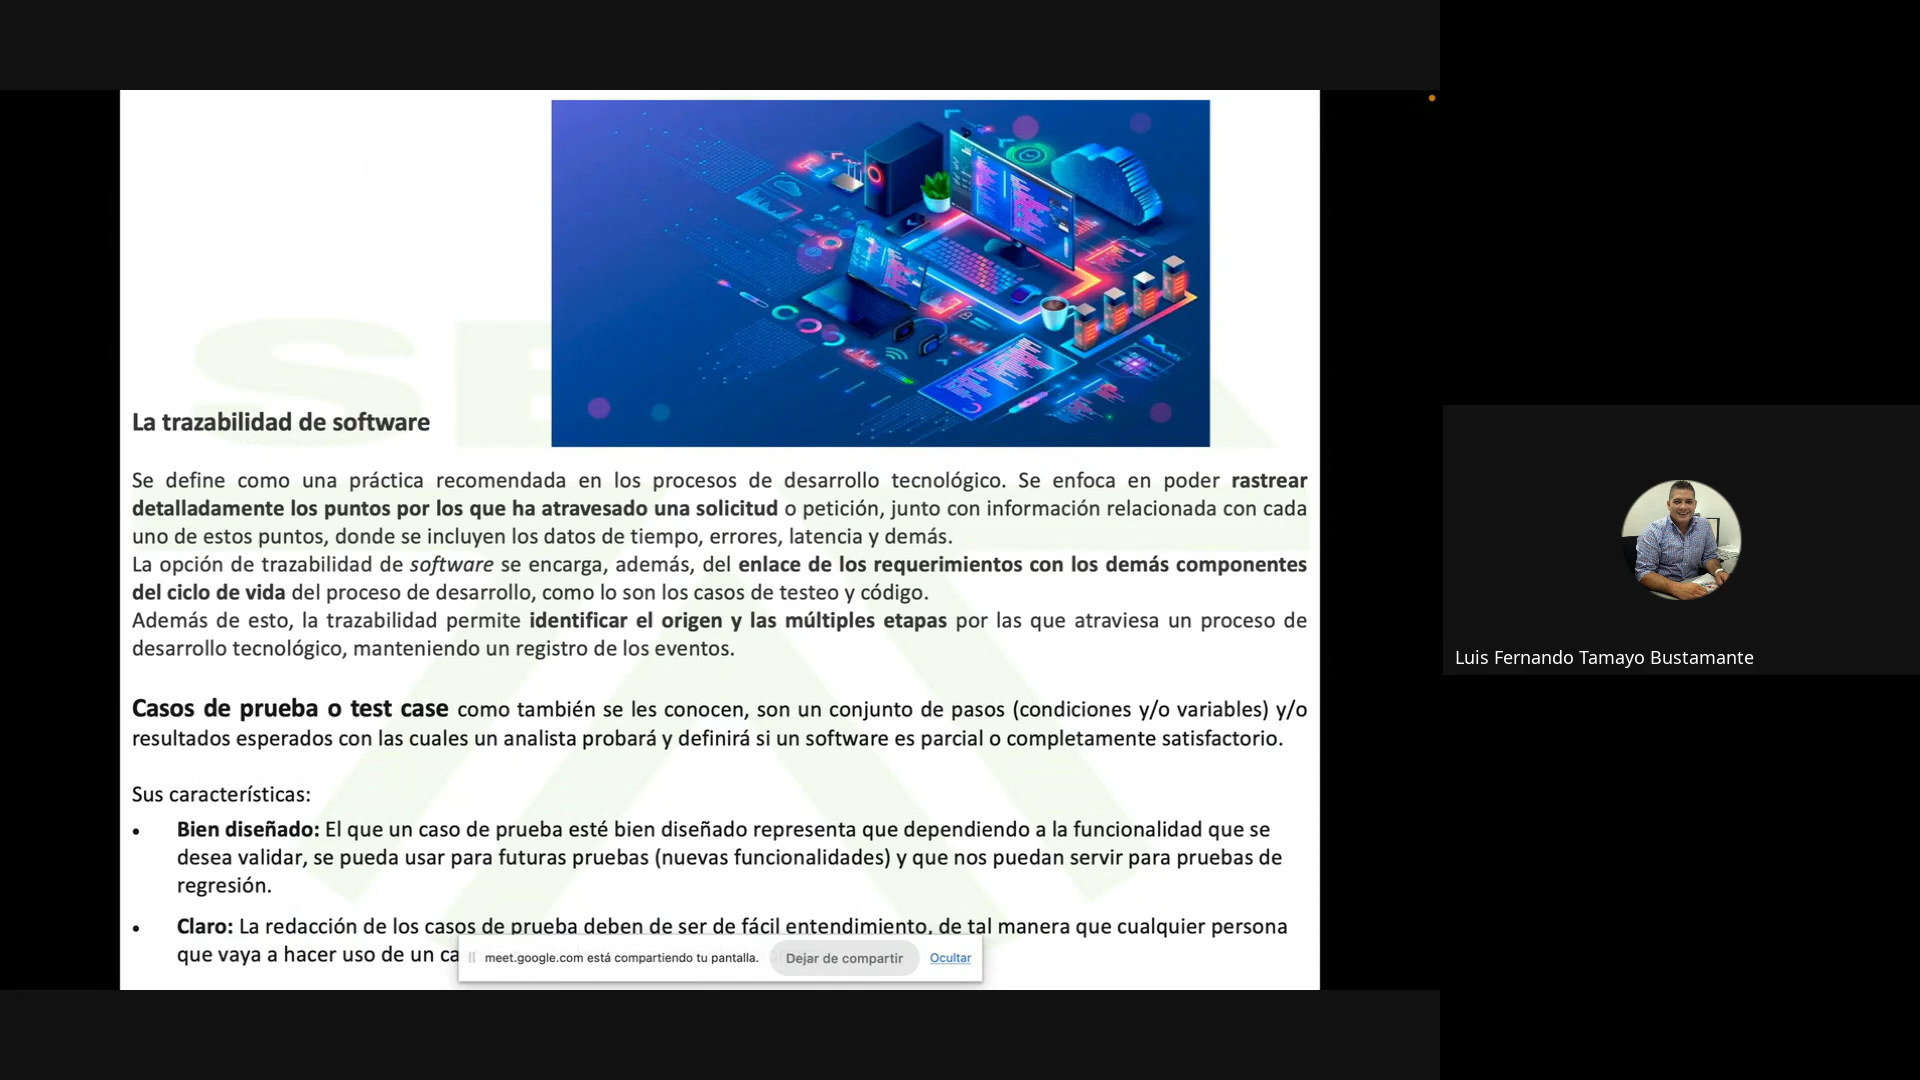 La trazabilidad de software
Se define como una práctica recomendada en los procesos de desarrollo tecnológico. Se enfoca en poder rastrear
detalladamente los puntos por los que ha atravesado una solicitud o petición, junto con información relacionada con cada
uno de estos puntos, donde se incluyen los datos de tiempo, errores, latencia y demás.
La opción de trazabilidad de software se encarga, además, del enlace de los requerimientos con los demás componentes
del ciclo de vida del proceso de desarrollo, como lo son los casos de testeo y código.
Además de esto, la trazabilidad permite identificar el origen y las múltiples etapas por las que atraviesa un proceso de
desarrollo tecnológico, manteniendo un registro de los eventos.
Casos de prueba o test case como también se les conocen, son un conjunto de pasos (condiciones y/o variables) y/o
resultados esperados con las cuales un analista probará y definirá si un software es parcial o completamente satisfactorio.
Sus características:
• Bien diseñado: El que un caso de prueba esté bien diseñado representa que dependiendo a la funcionalidad que se
desea validar, se pueda usar para futuras pruebas (nuevas funcionalidades) y que nos puedan servir para pruebas de
regresión.
• Claro: La redacción de los casos de prueba deben de ser de fácil entendimiento, de tal manera que cualquier persona
que vaya a hacer uso de un
meet.google.com está compartiendo tu pantalla.
Dejar de compartir
Ocultar
Luis Fernando Tamayo Bustamante